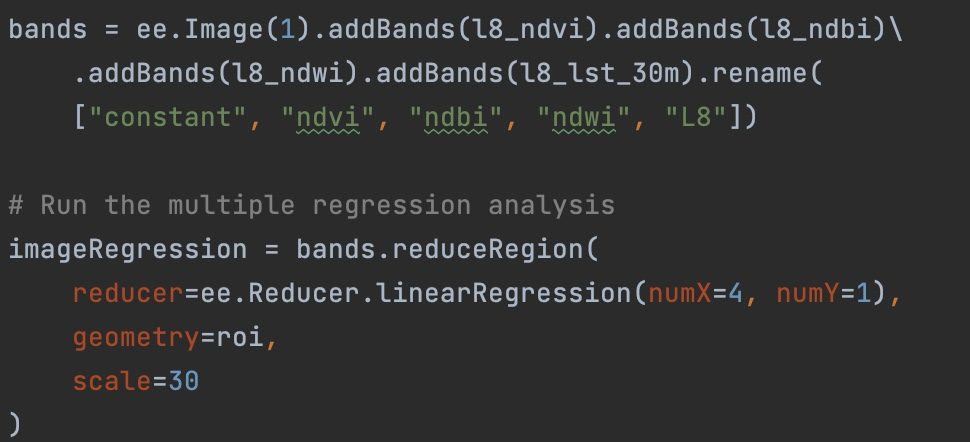 bands = ee.Image(1).addBands(l8_ndvi).addBands(l8_ndbi)\
    .addBands(l8_ndwi).addBands(l8_lst_30m).rename(
    ["constant", "ndvi", "ndbi", "ndwi", "L8"])

# Run the multiple regression analysis
imageRegression = bands.reduceRegion(
    reducer=ee.Reducer.linearRegression(numX=4, numY=1),
    geometry=roi,
    scale=30
)